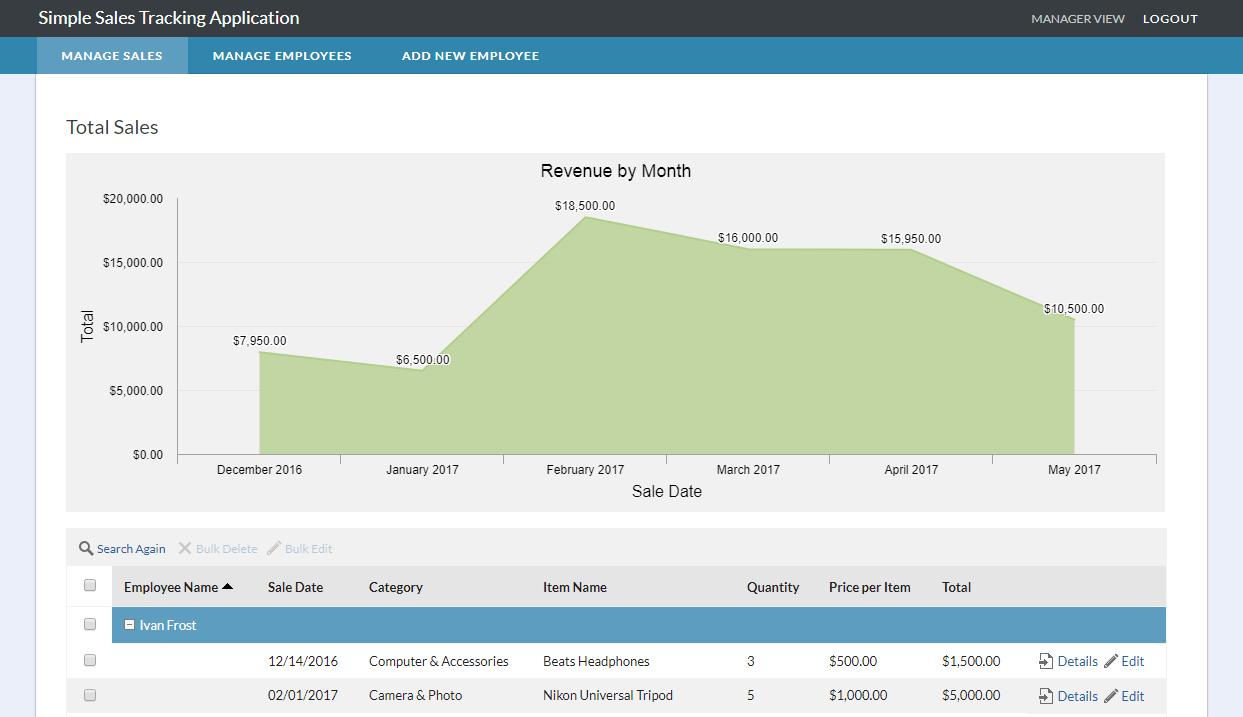 Simple Sales Tracking Application
MANAGER VIEW LOGOUT
MANAGE SALES MANAGE EMPLOYEES ADD NEW EMPLOYEE
Total Sales
Revenue by Month
$20,000.00
$15,000.00
$10,000.00
$5,000.00
$0.00
Total
$7,950.00
$6,500.00
$18,500.00
$16,000.00
$15,950.00
$10,500.00
December 2016 January 2017 February 2017 March 2017 April 2017 May 2017
Sale Date
Search Again Bulk Delete Bulk Edit
Employee Name Sale Date Category Item Name Quantity Price per Item Total
Ivan Frost
12/14/2016 Computer & Accessories Beats Headphones 3 $500.00 $1,500.00 Details Edit
02/01/2017 Camera & Photo Nikon Universal Tripod 5 $1,000.00 $5,000.00 Details Edit